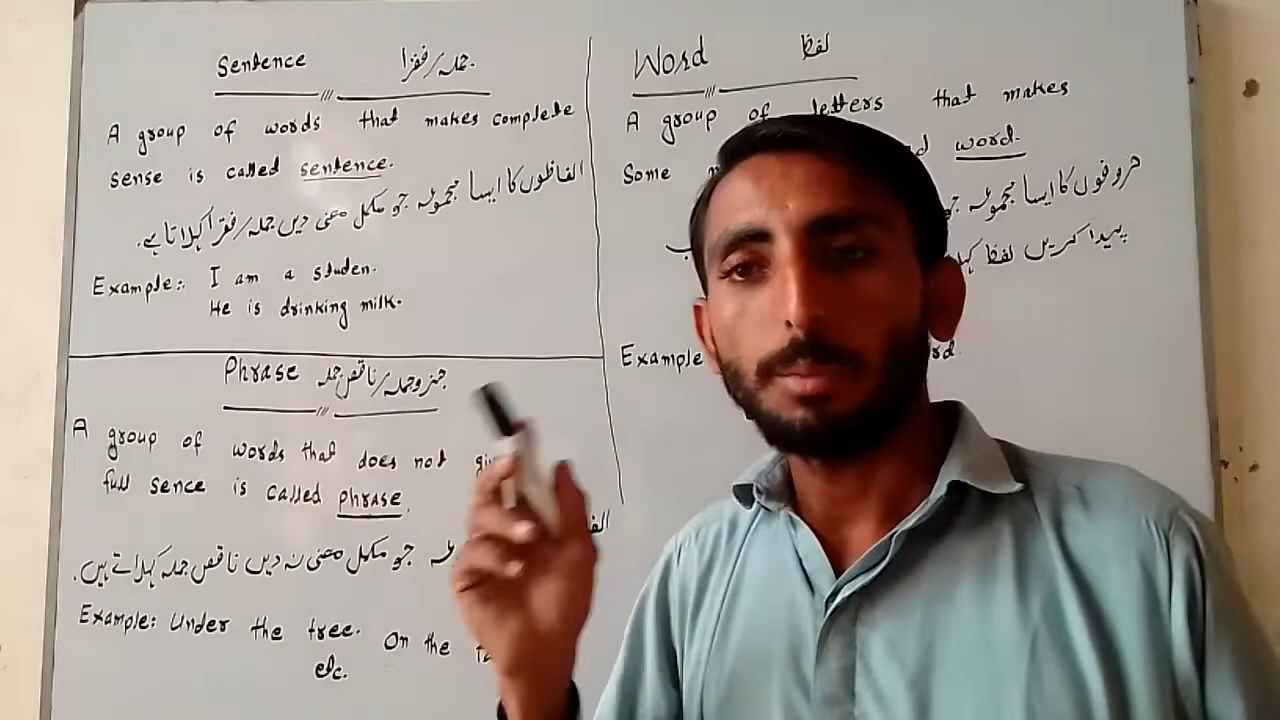 Sentence جملہ/فقرا
A group of words that makes complete
sense is called sentence.
الفاظوں کا ایسا مجموعہ جو مکمل معنی دیں جملہ/فقرا کہلاتا ہے.
Example:- I am a studen.
He is drinking milk.
Phrase جزو جملہ/ناقص جملہ
A group of words that does not
full sence is called phrase.
جو مکمل معنی نہ دیں ناقص جملہ کہلاتے ہیں.
Example: Under the tree. On the
etc.
Word لفظ
A group of letters that makes
Some word.
حروفوں کا ایسا مجموعہ
پیدا کریں لفظ
Example